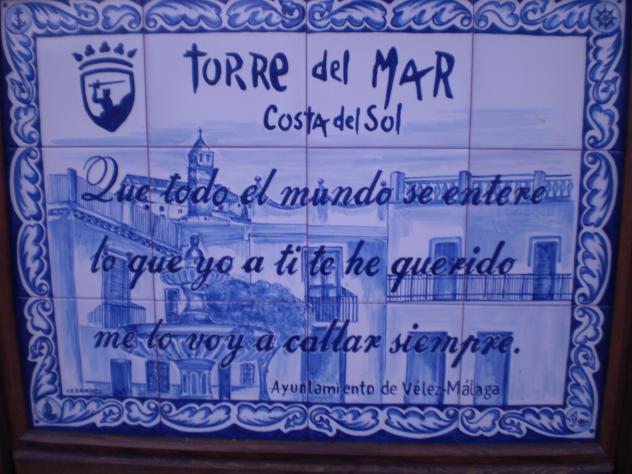 TORRE del MAR
COSTA del Sol
Que todo el mundo se entere
lo que yo a ti te he querido
me lo voy a callar siempre.
Ayuntamiento de Vélez-Málaga